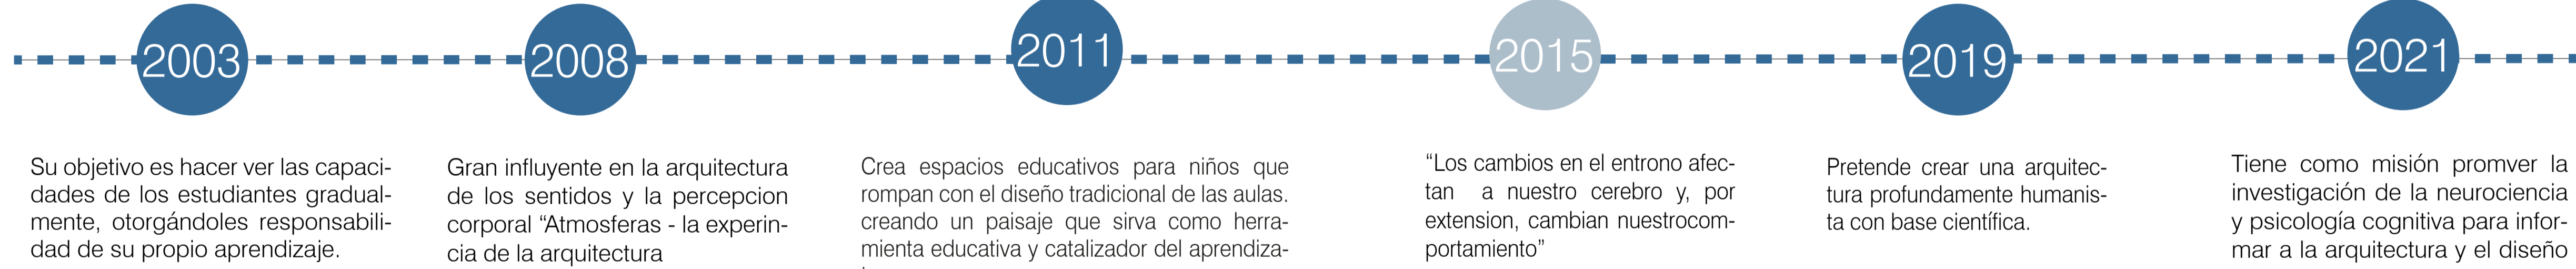 2003
2008
2011
2015
2019
2021
Su objetivo es hacer ver las capaci-
dades de los estudiantes gradual-
mente, otorgándoles responsabili-
dad de su propio aprendizaje.
Gran influyente en la arquitectura
de los sentidos y la percepcion
corporal “Atmosferas - la experin-
cia de la arquitectura
Crea espacios educativos para niños que
rompan con el diseño tradicional de las aulas.
creando un paisaje que sirva como herra-
mienta educativa y catalizador del aprendiza-
“Los cambios en el entrono afec-
tan a nuestro cerebro y, por
extension, cambian nuestrocom-
portamiento”
Pretende crear una arquitec-
tura profundamente humanis-
ta con base científica.
Tiene como misión promver la
investigación de la neurociencia
y psicología cognitiva para infor-
mar a la arquitectura y el diseño